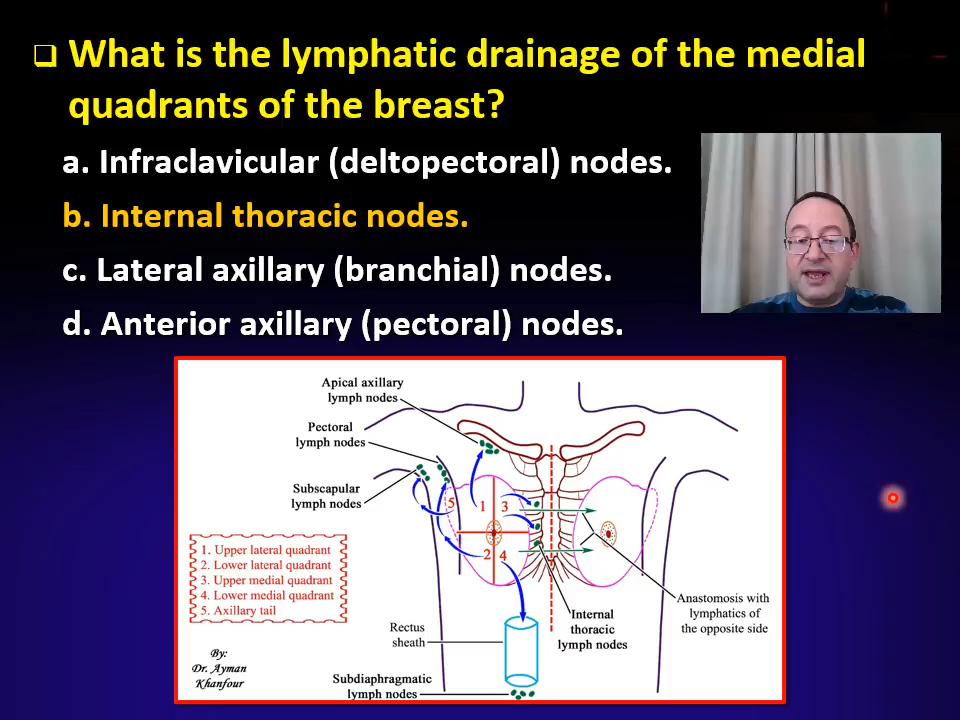 What is the lymphatic drainage of the medial
quadrants of the breast?
a. Infraclavicular (deltopectoral) nodes.
b. Internal thoracic nodes.
c. Lateral axillary (branchial) nodes.
d. Anterior axillary (pectoral) nodes.
Apical axillary
lymph nodes
Pectoral
lymph nodes
Subscapular
lymph nodes
5
1
3
2
4
1. Upper lateral quadrant
2. Lower lateral quadrant
3. Upper medial quadrant
4. Lower medial quadrant
5. Axillary tail
By:
Dr. Ayman
Khanfour
Rectus
sheath
Subdiaphragmatic
lymph nodes
Internal
thoracic
lymph nodes
Anastomosis with
lymphatics of
the opposite side